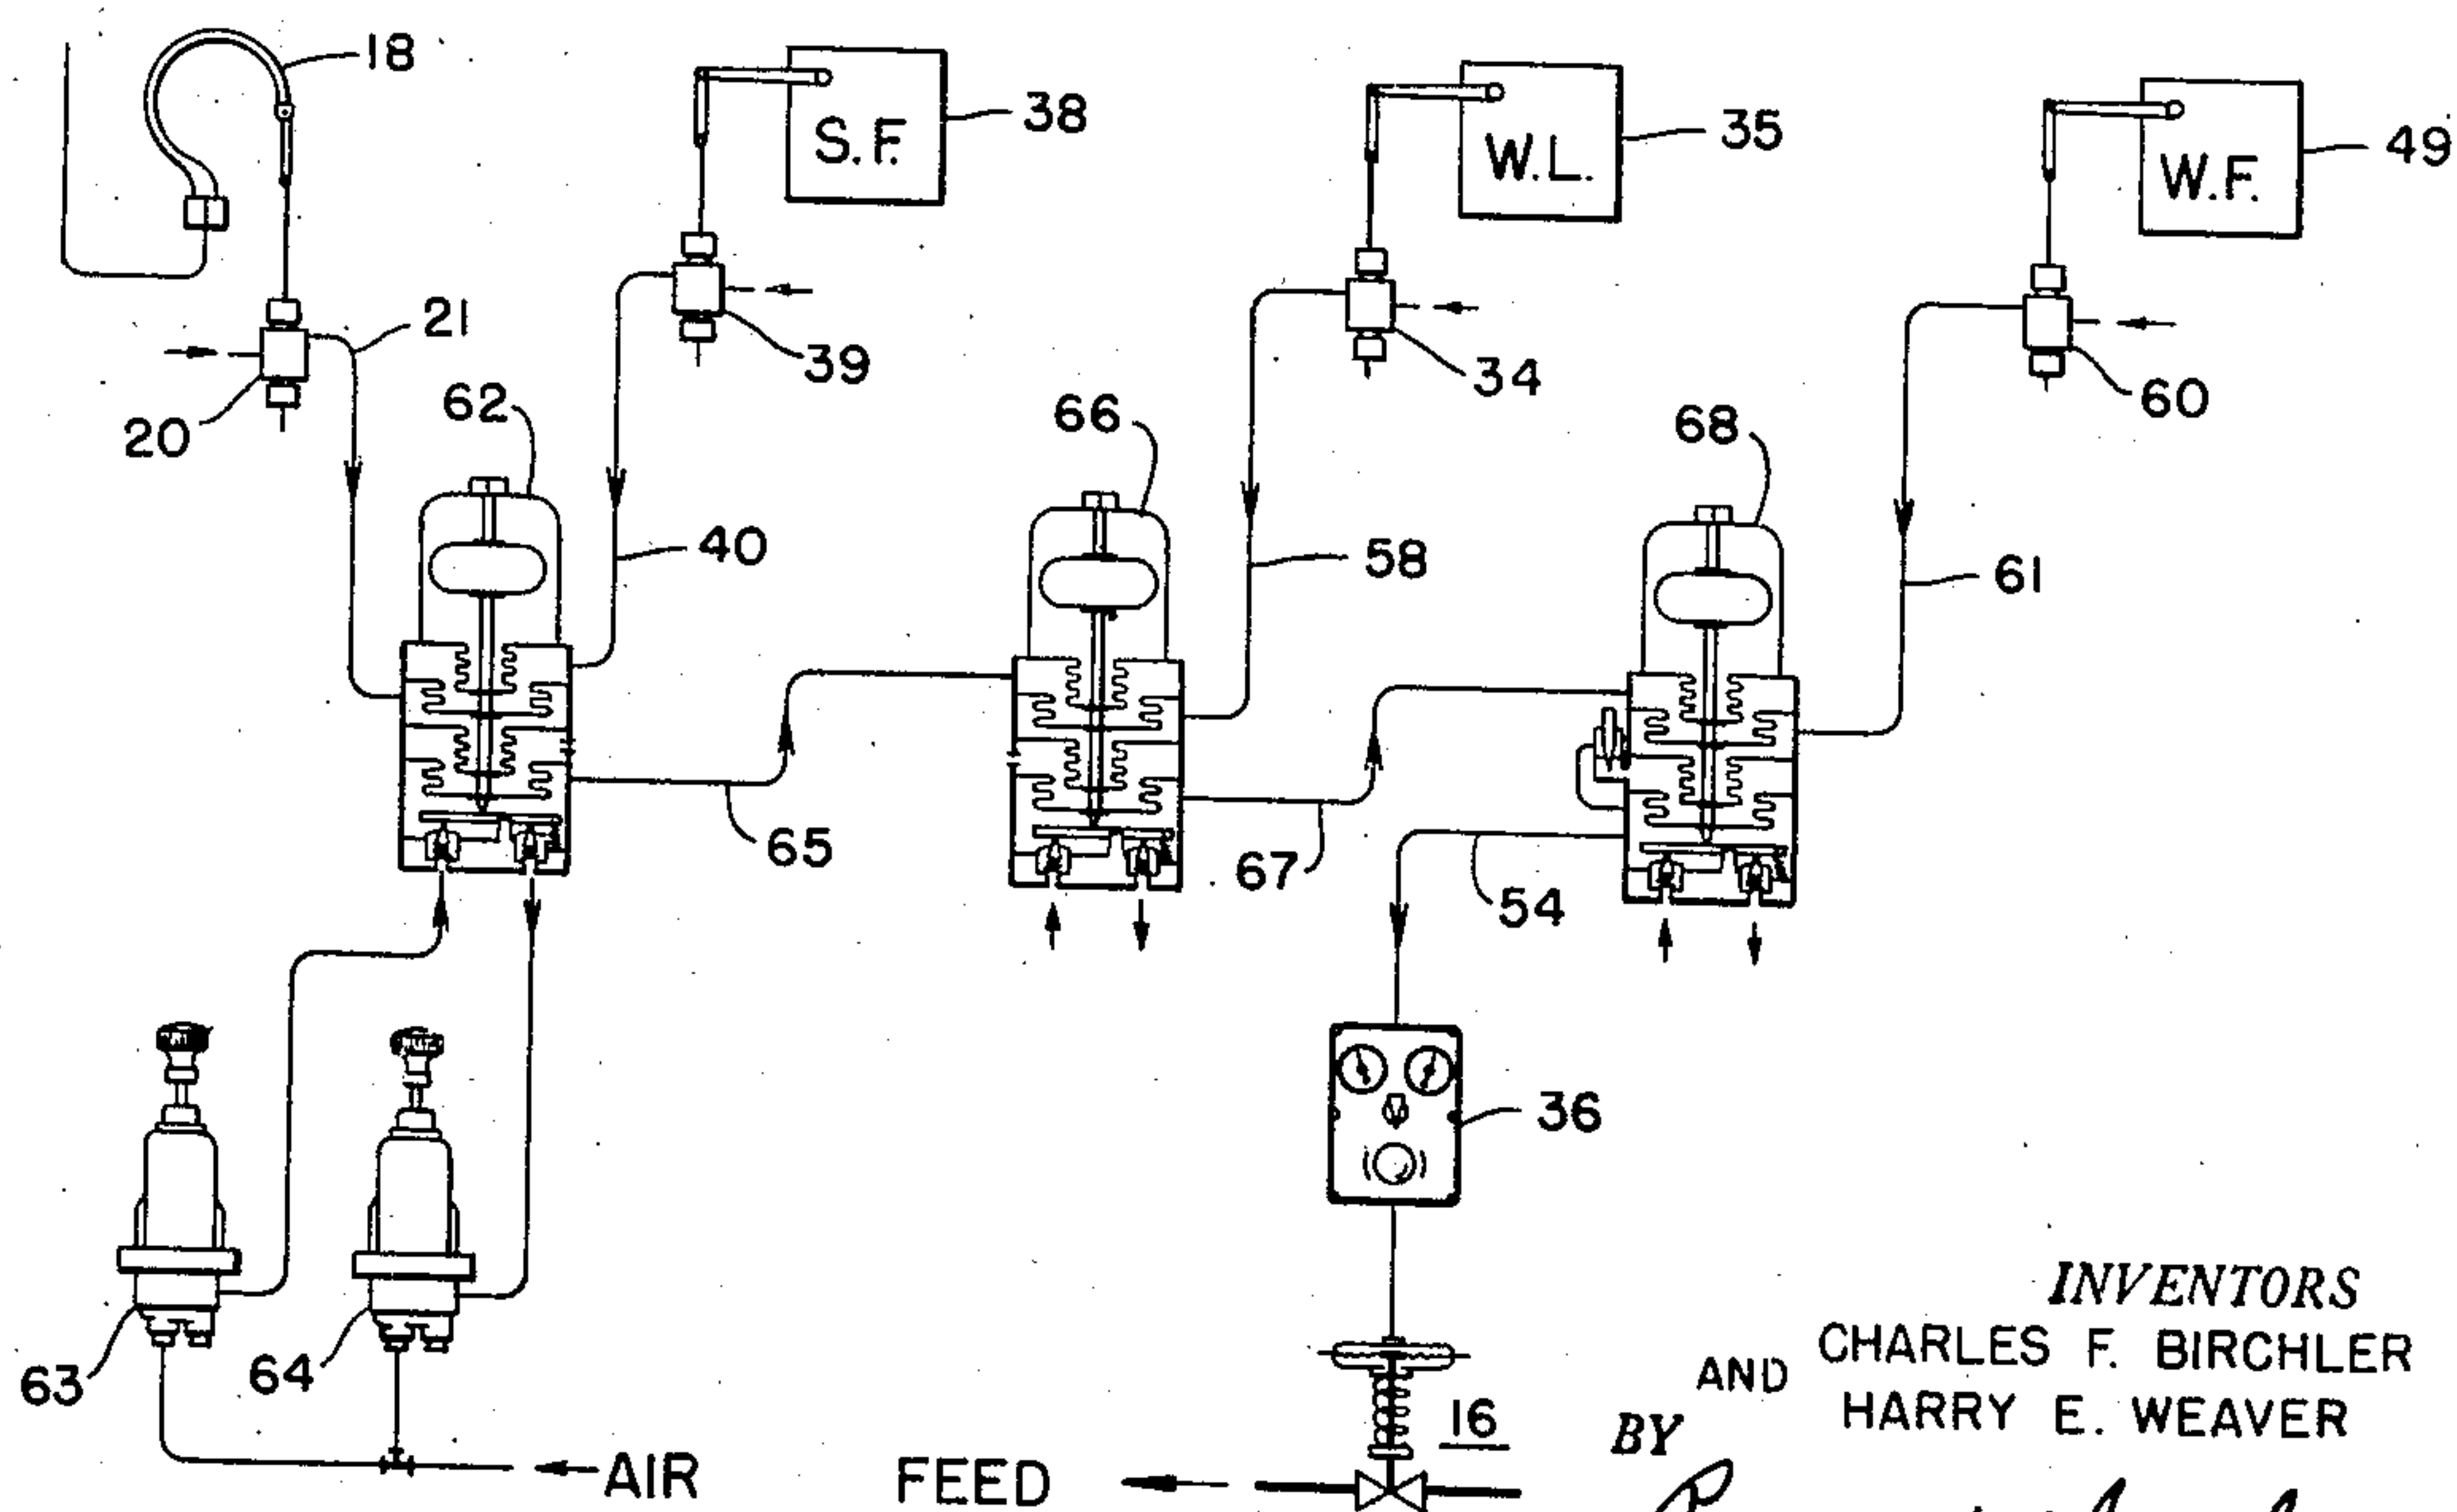 18
S.F.
38
W.L.
35
W.F.
49
21
20
39
34
60
62
66
68
40
58
61
65
67
54
36
63
64
AIR
FEED
16
INVENTORS
CHARLES F. BIRCHLER
AND
HARRY E. WEAVER
BY